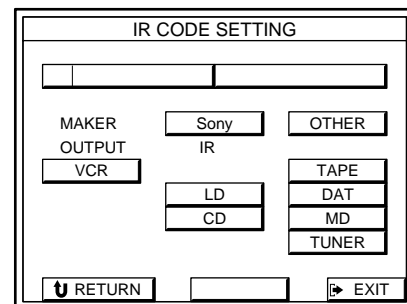 IR CODE SETTING
MAKER Sony OTHER
OUTPUT IR
VCR TAPE
LD DAT
CD MD
TUNER
RETURN EXIT